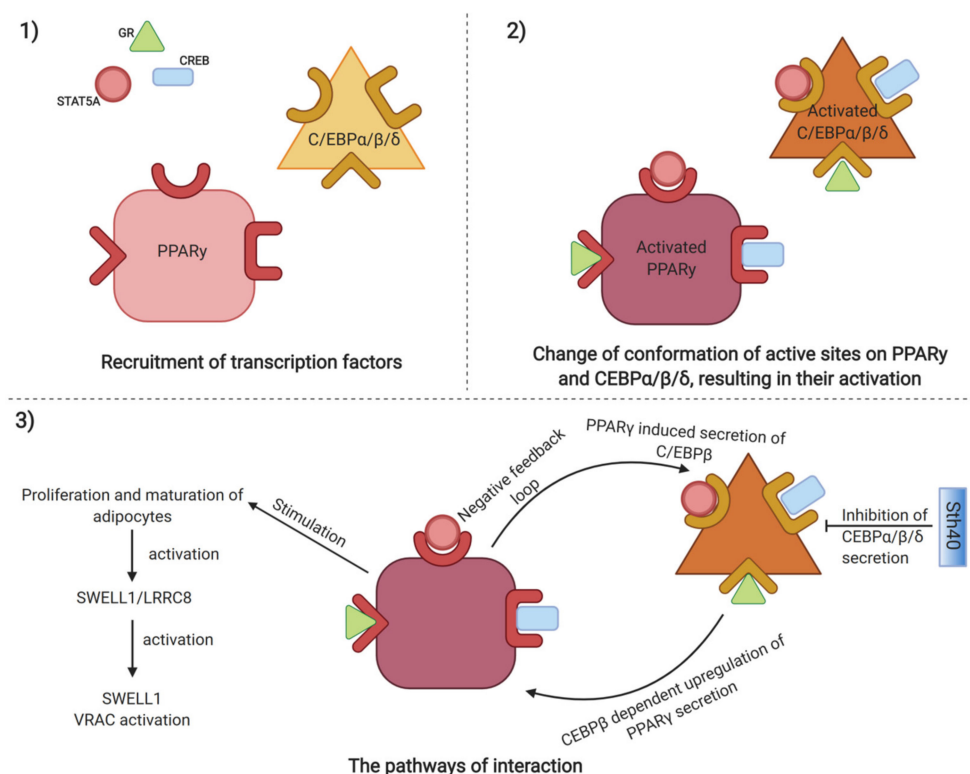 1)
GR
CREB
STAT5A
C/EBPα/β/δ
PPARγ
Recruitment of transcription factors
2)
Activated
C/EBPα/β/δ
Activated
PPARγ
Change of conformation of active sites on PPARγ
and CEBPα/β/δ, resulting in their activation
3)
Proliferation and maturation of
adipocytes
activation
SWELL1/LRRC8
activation
SWELL1
VRAC activation
Stimulation
Negative feedback
loop
PPARγ induced secretion of
C/EBPβ
Inhibition of
CEBPα/β/δ
secretion
Sth40
CEBPβ dependent upregulation of
PPARγ secretion
The pathways of interaction